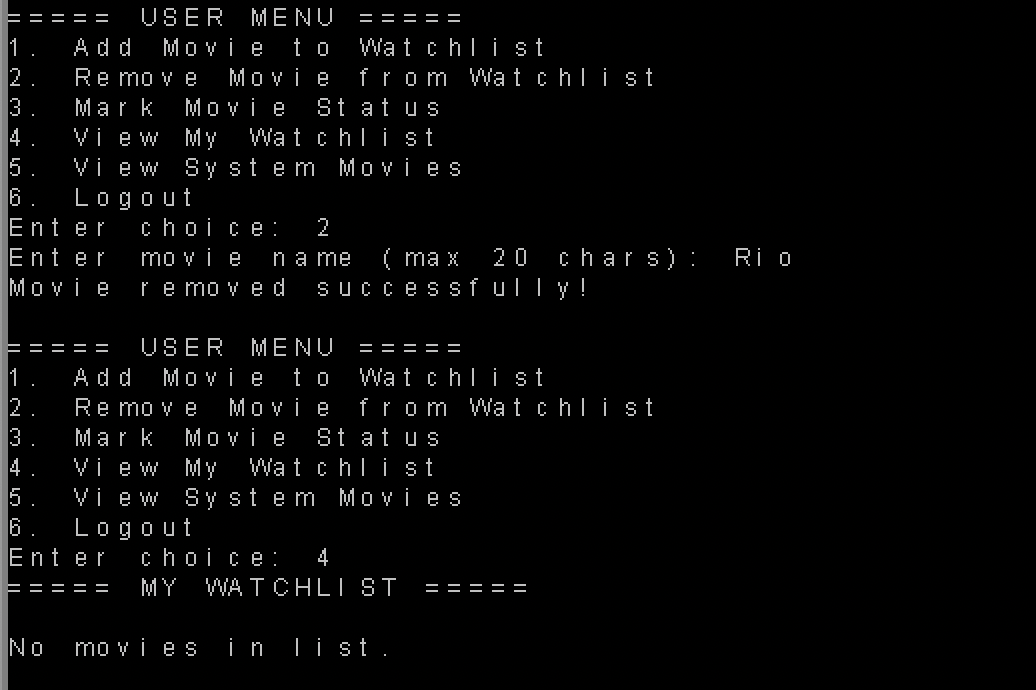 ===== USER MENU =====
1. Add Movie to Watchlist
2. Remove Movie from Watchlist
3. Mark Movie Status
4. View My Watchlist
5. View System Movies
6. Logout
Enter choice: 2
Enter movie name (max 20 chars): Rio
Movie removed successfully!

===== USER MENU =====
1. Add Movie to Watchlist
2. Remove Movie from Watchlist
3. Mark Movie Status
4. View My Watchlist
5. View System Movies
6. Logout
Enter choice: 4
===== MY WATCHLIST =====

No movies in list.